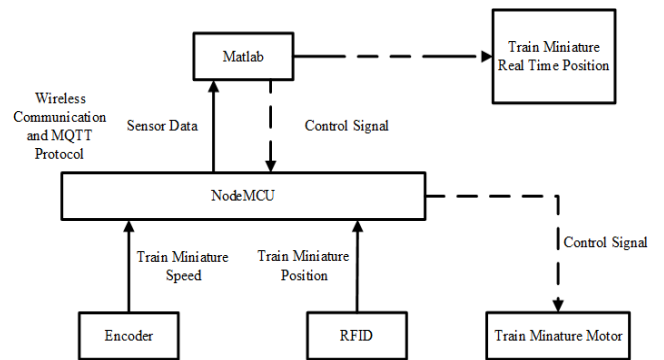 Matlab
Train Miniature
Real Time Position
Wireless
Communication
and MQTT
Protocol
Sensor Data
Control Signal
NodeMCU
Train Miniature
Speed
Train Miniature
Position
Control Signal
Encoder
RFID
Train Minature Motor